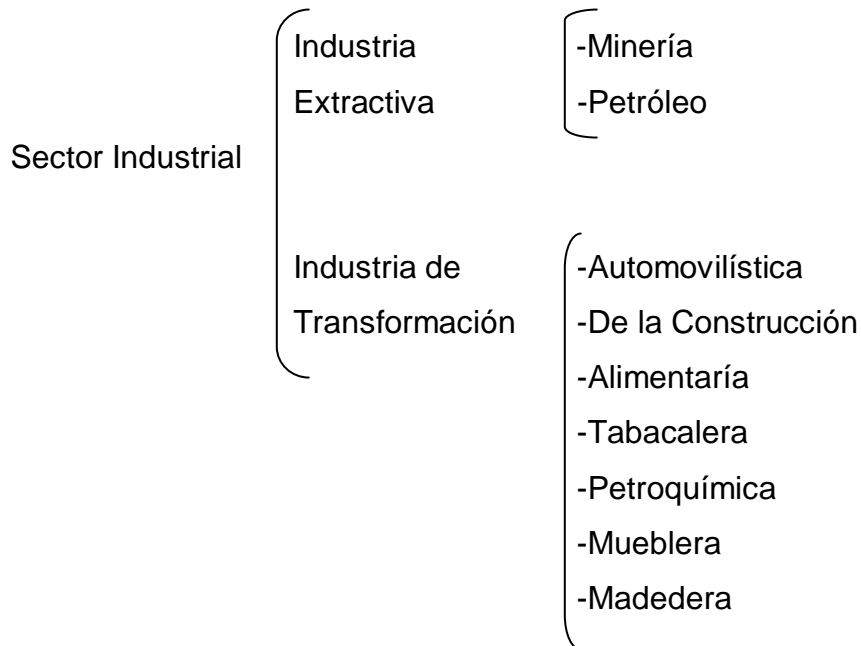 Sector Industrial
Industria
Extractiva
-Minería
-Petróleo
Industria de
Transformación
-Automovilística
-De la Construcción
-Alimentaría
-Tabacalera
-Petroquímica
-Mueblera
-Madedera